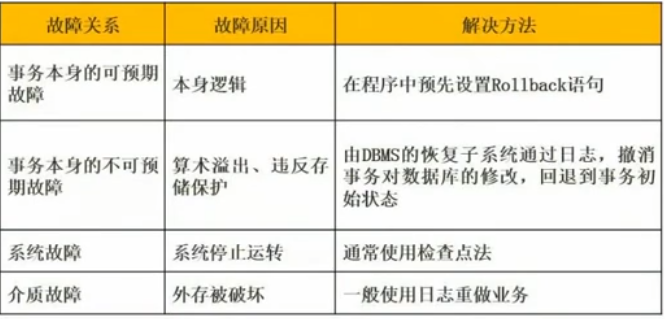 故障关系
故障原因
解决方法
事务本身的可预期
故障
本身逻辑
在程序中预先设置Rollback语句
事务本身的不可预
期故障
算术溢出、违反存
储保护
由DBMS的恢复子系统通过日志，撤消
事务对数据库的修改，回退到事务初
始状态
系统故障
系统停止运转
通常使用检查点法
介质故障
外存被破坏
一般使用日志重做业务